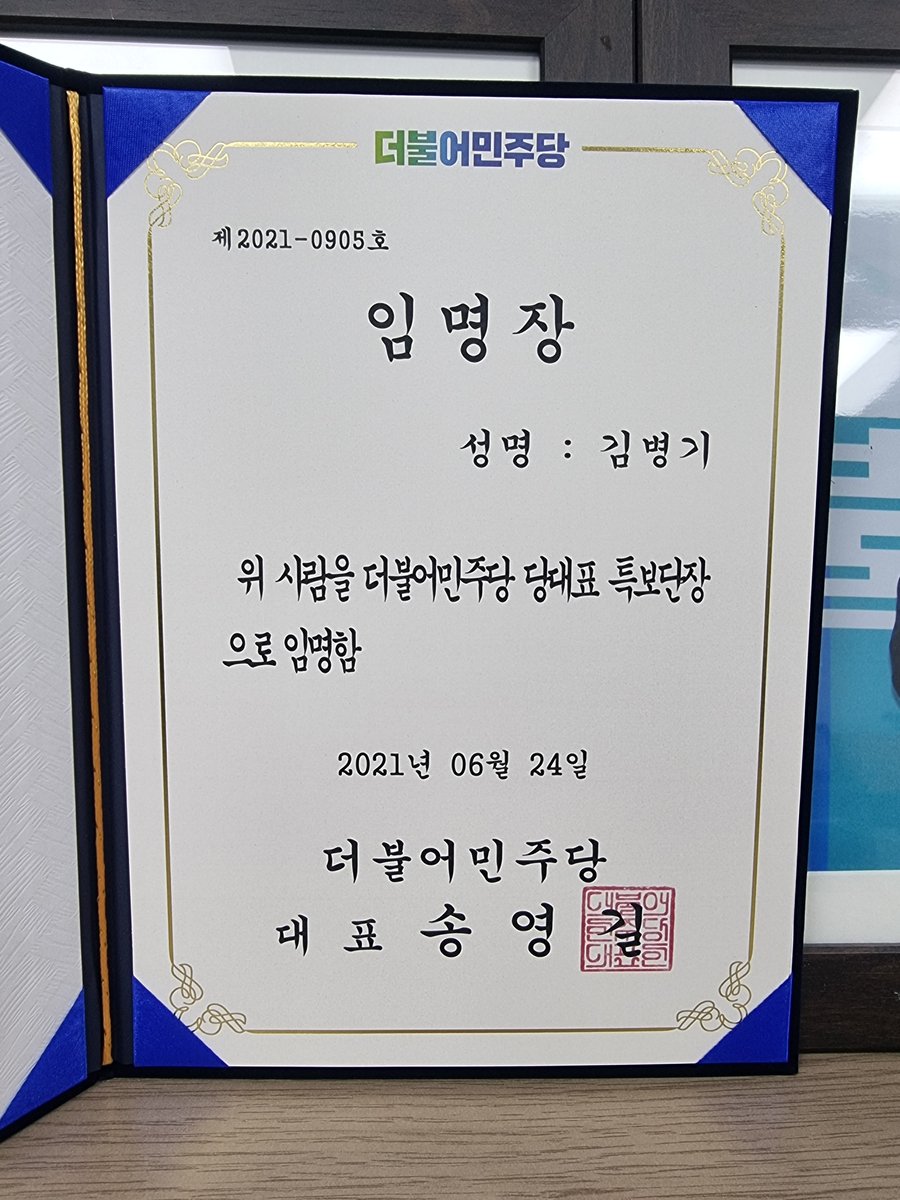 더불어민주당
제2021-0905호
임명장
성명 : 김병기
위 사람을 더불어민주당 당대표 특보단장
으로 임명함
2021년 06월 24일
더불어민주당
대표 송영길